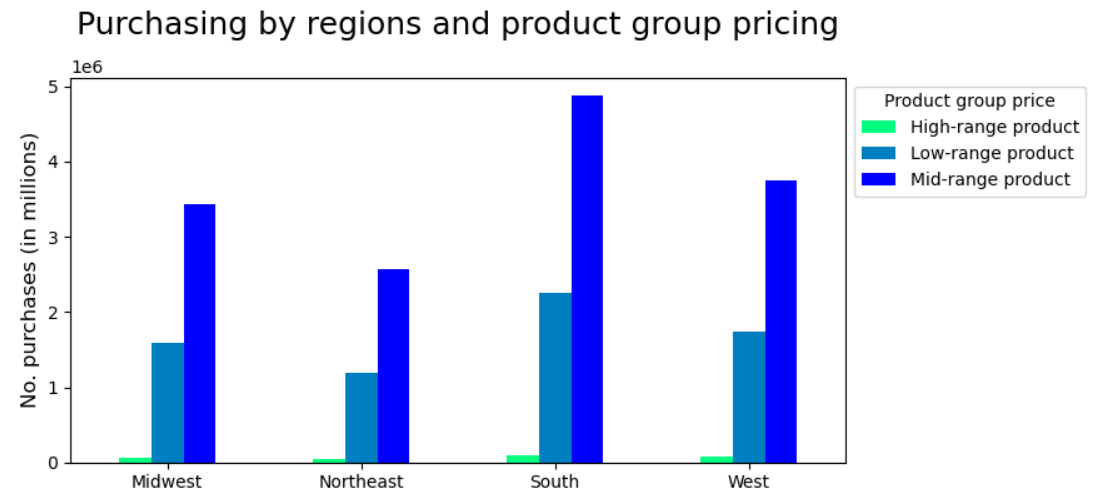 Purchasing by regions and product group pricing
1e6
5
4
3
2
1
0
No. purchases (in millions)
Midwest Northeast South West
Product group price
High-range product
Low-range product
Mid-range product